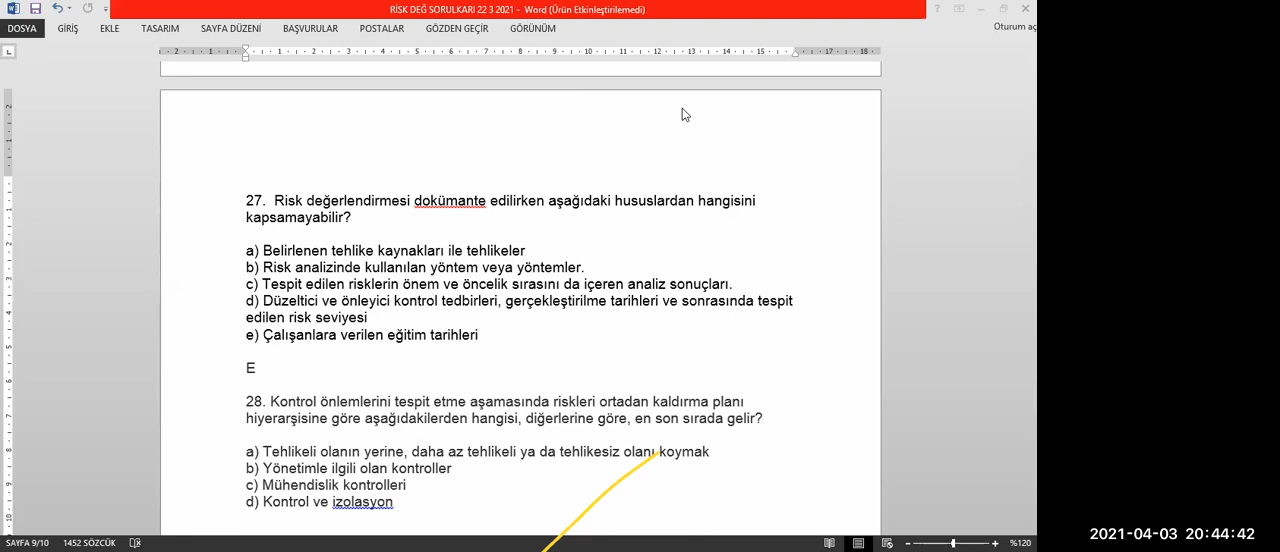 RİSK DEĞ SORULKARI 22 3 2021 - Word (Ürün Etkinleştirilemedi)
DOSYA GİRİŞ EKLE TASARIM SAYFA DÜZENİ BAŞVURULAR POSTALAR GÖZDEN GEÇİR GÖRÜNÜM Oturum aç
27. Risk değerlendirmesi dokümante edilirken aşağıdaki hususlardan hangisini
kapsamayabilir?
a) Belirlenen tehlike kaynakları ile tehlikeler
b) Risk analizinde kullanılan yöntem veya yöntemler.
c) Tespit edilen risklerin önem ve öncelik sırasını da içeren analiz sonuçları.
d) Düzeltici ve önleyici kontrol tedbirleri, gerçekleştirilme tarihleri ve sonrasında tespit
edilen risk seviyesi
e) Çalışanlara verilen eğitim tarihleri
E
28. Kontrol önlemlerini tespit etme aşamasında riskleri ortadan kaldırma planı
hiyerarşisine göre aşağıdakilerden hangisi, diğerlerine göre, en son sırada gelir?
a) Tehlikeli olanın yerine, daha az tehlikeli ya da tehlikesiz olanı koymak
b) Yönetimle ilgili olan kontroller
c) Mühendislik kontrolleri
d) Kontrol ve izolasyon
SAYFA 9/10 1452 SÖZCÜK %120
2021-04-03 20:44:42